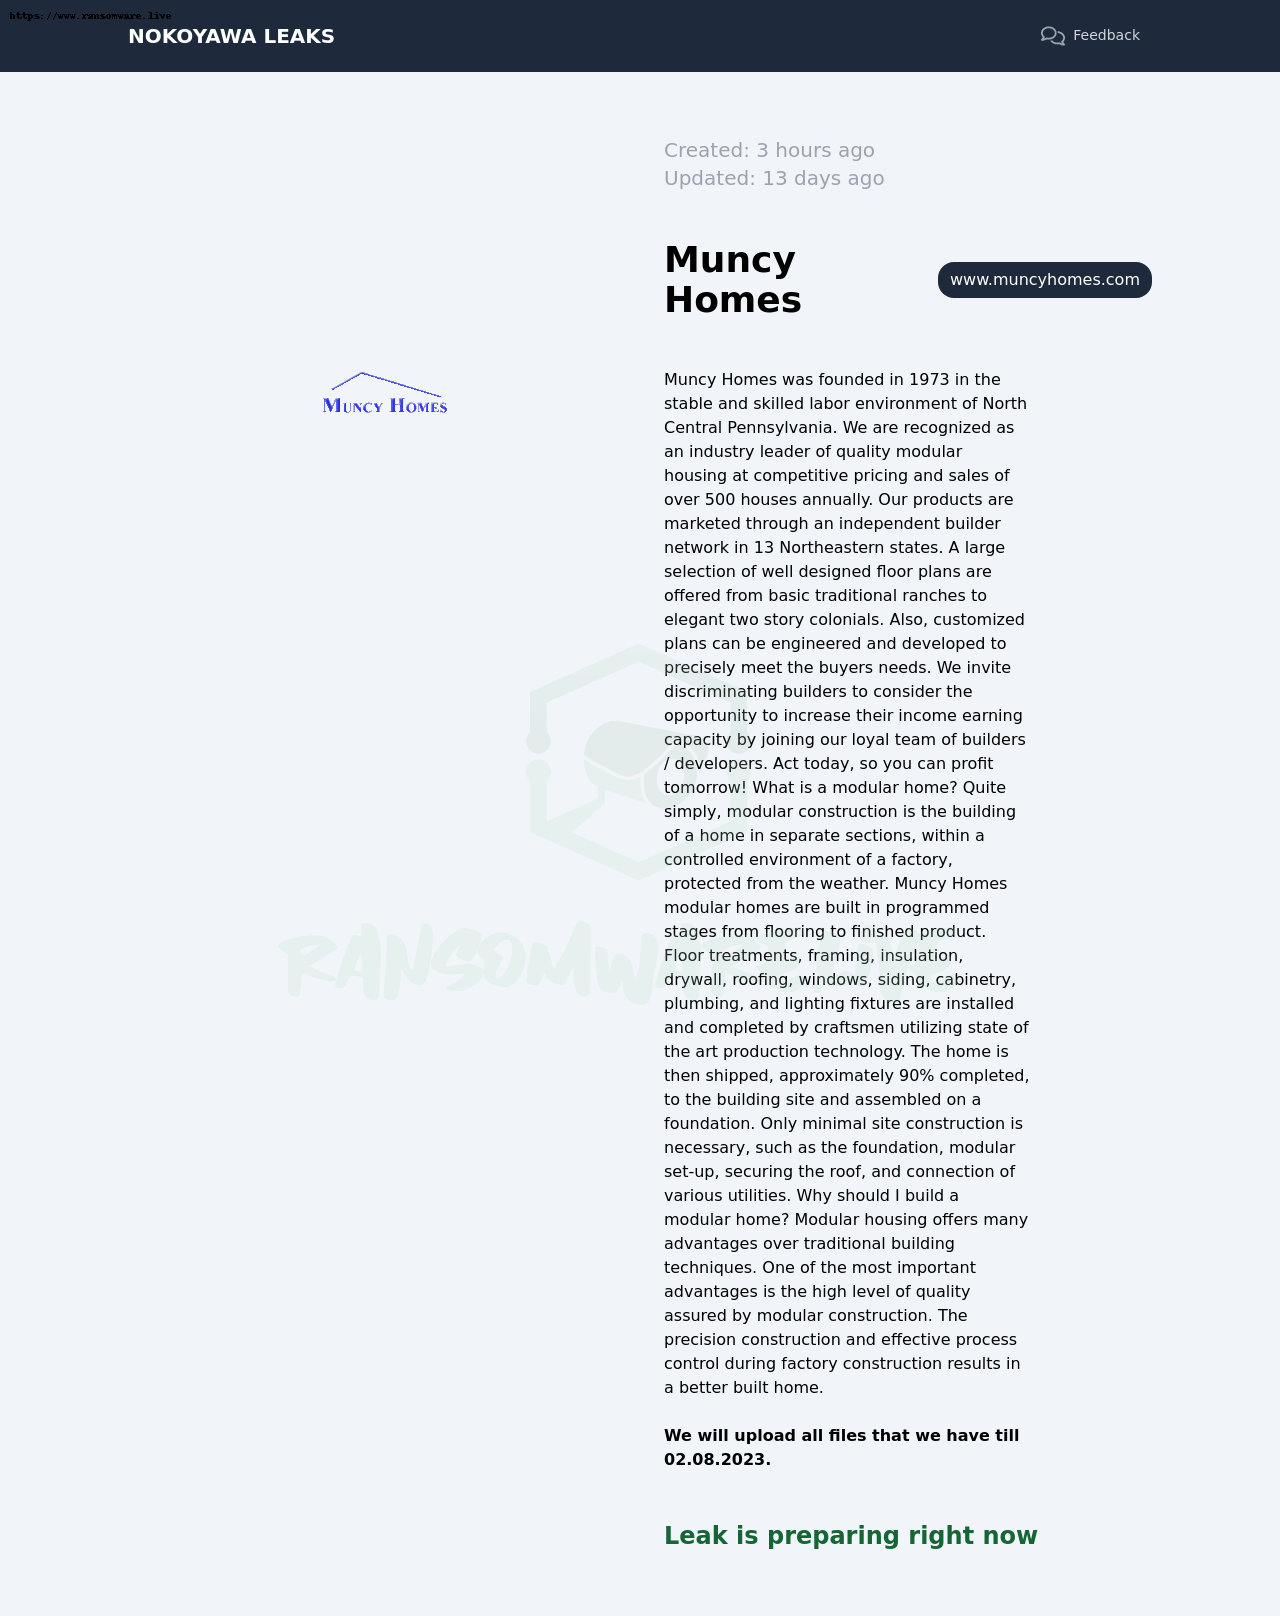 https://www.ransomware.live
NOKOYAWA LEAKS
Feedback
Created: 3 hours ago
Updated: 13 days ago
Muncy
Homes
www.muncyhomes.com
MUNCY HOMES
Muncy Homes was founded in 1973 in the
stable and skilled labor environment of North
Central Pennsylvania. We are recognized as
an industry leader of quality modular
housing at competitive pricing and sales of
over 500 houses annually. Our products are
marketed through an independent builder
network in 13 Northeastern states. A large
selection of well designed floor plans are
offered from basic traditional ranches to
elegant two story colonials. Also, customized
plans can be engineered and developed to
precisely meet the buyers needs. We invite
discriminating builders to consider the
opportunity to increase their income earning
capacity by joining our loyal team of builders
/ developers. Act today, so you can profit
tomorrow! What is a modular home? Quite
simply, modular construction is the building
of a home in separate sections, within a
controlled environment of a factory,
protected from the weather. Muncy Homes
modular homes are built in programmed
stages from flooring to finished product.
Floor treatments, framing, insulation,
drywall, roofing, windows, siding, cabinetry,
plumbing, and lighting fixtures are installed
and completed by craftsmen utilizing state of
the art production technology. The home is
then shipped, approximately 90% completed,
to the building site and assembled on a
foundation. Only minimal site construction is
necessary, such as the foundation, modular
set-up, securing the roof, and connection of
various utilities. Why should I build a
modular home? Modular housing offers many
advantages over traditional building
techniques. One of the most important
advantages is the high level of quality
assured by modular construction. The
precision construction and effective process
control during factory construction results in
a better built home.
We will upload all files that we have till
02.08.2023.
Leak is preparing right now
RANSOMWARE.LIVE